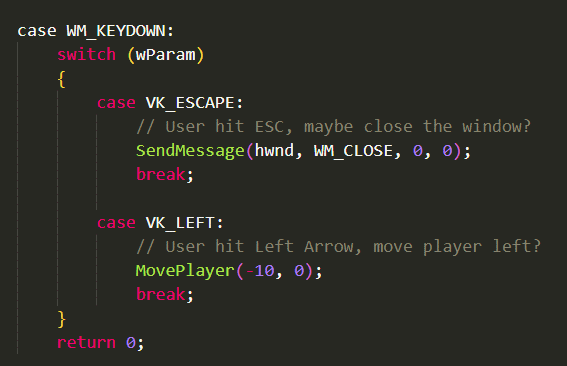 case WM_KEYDOWN:
    switch (wParam)
    {
        case VK_ESCAPE:
            // User hit ESC, maybe close the window?
            SendMessage(hwnd, WM_CLOSE, 0, 0);
            break;

        case VK_LEFT:
            // User hit Left Arrow, move player left?
            MovePlayer(-10, 0);
            break;
    }
    return 0;